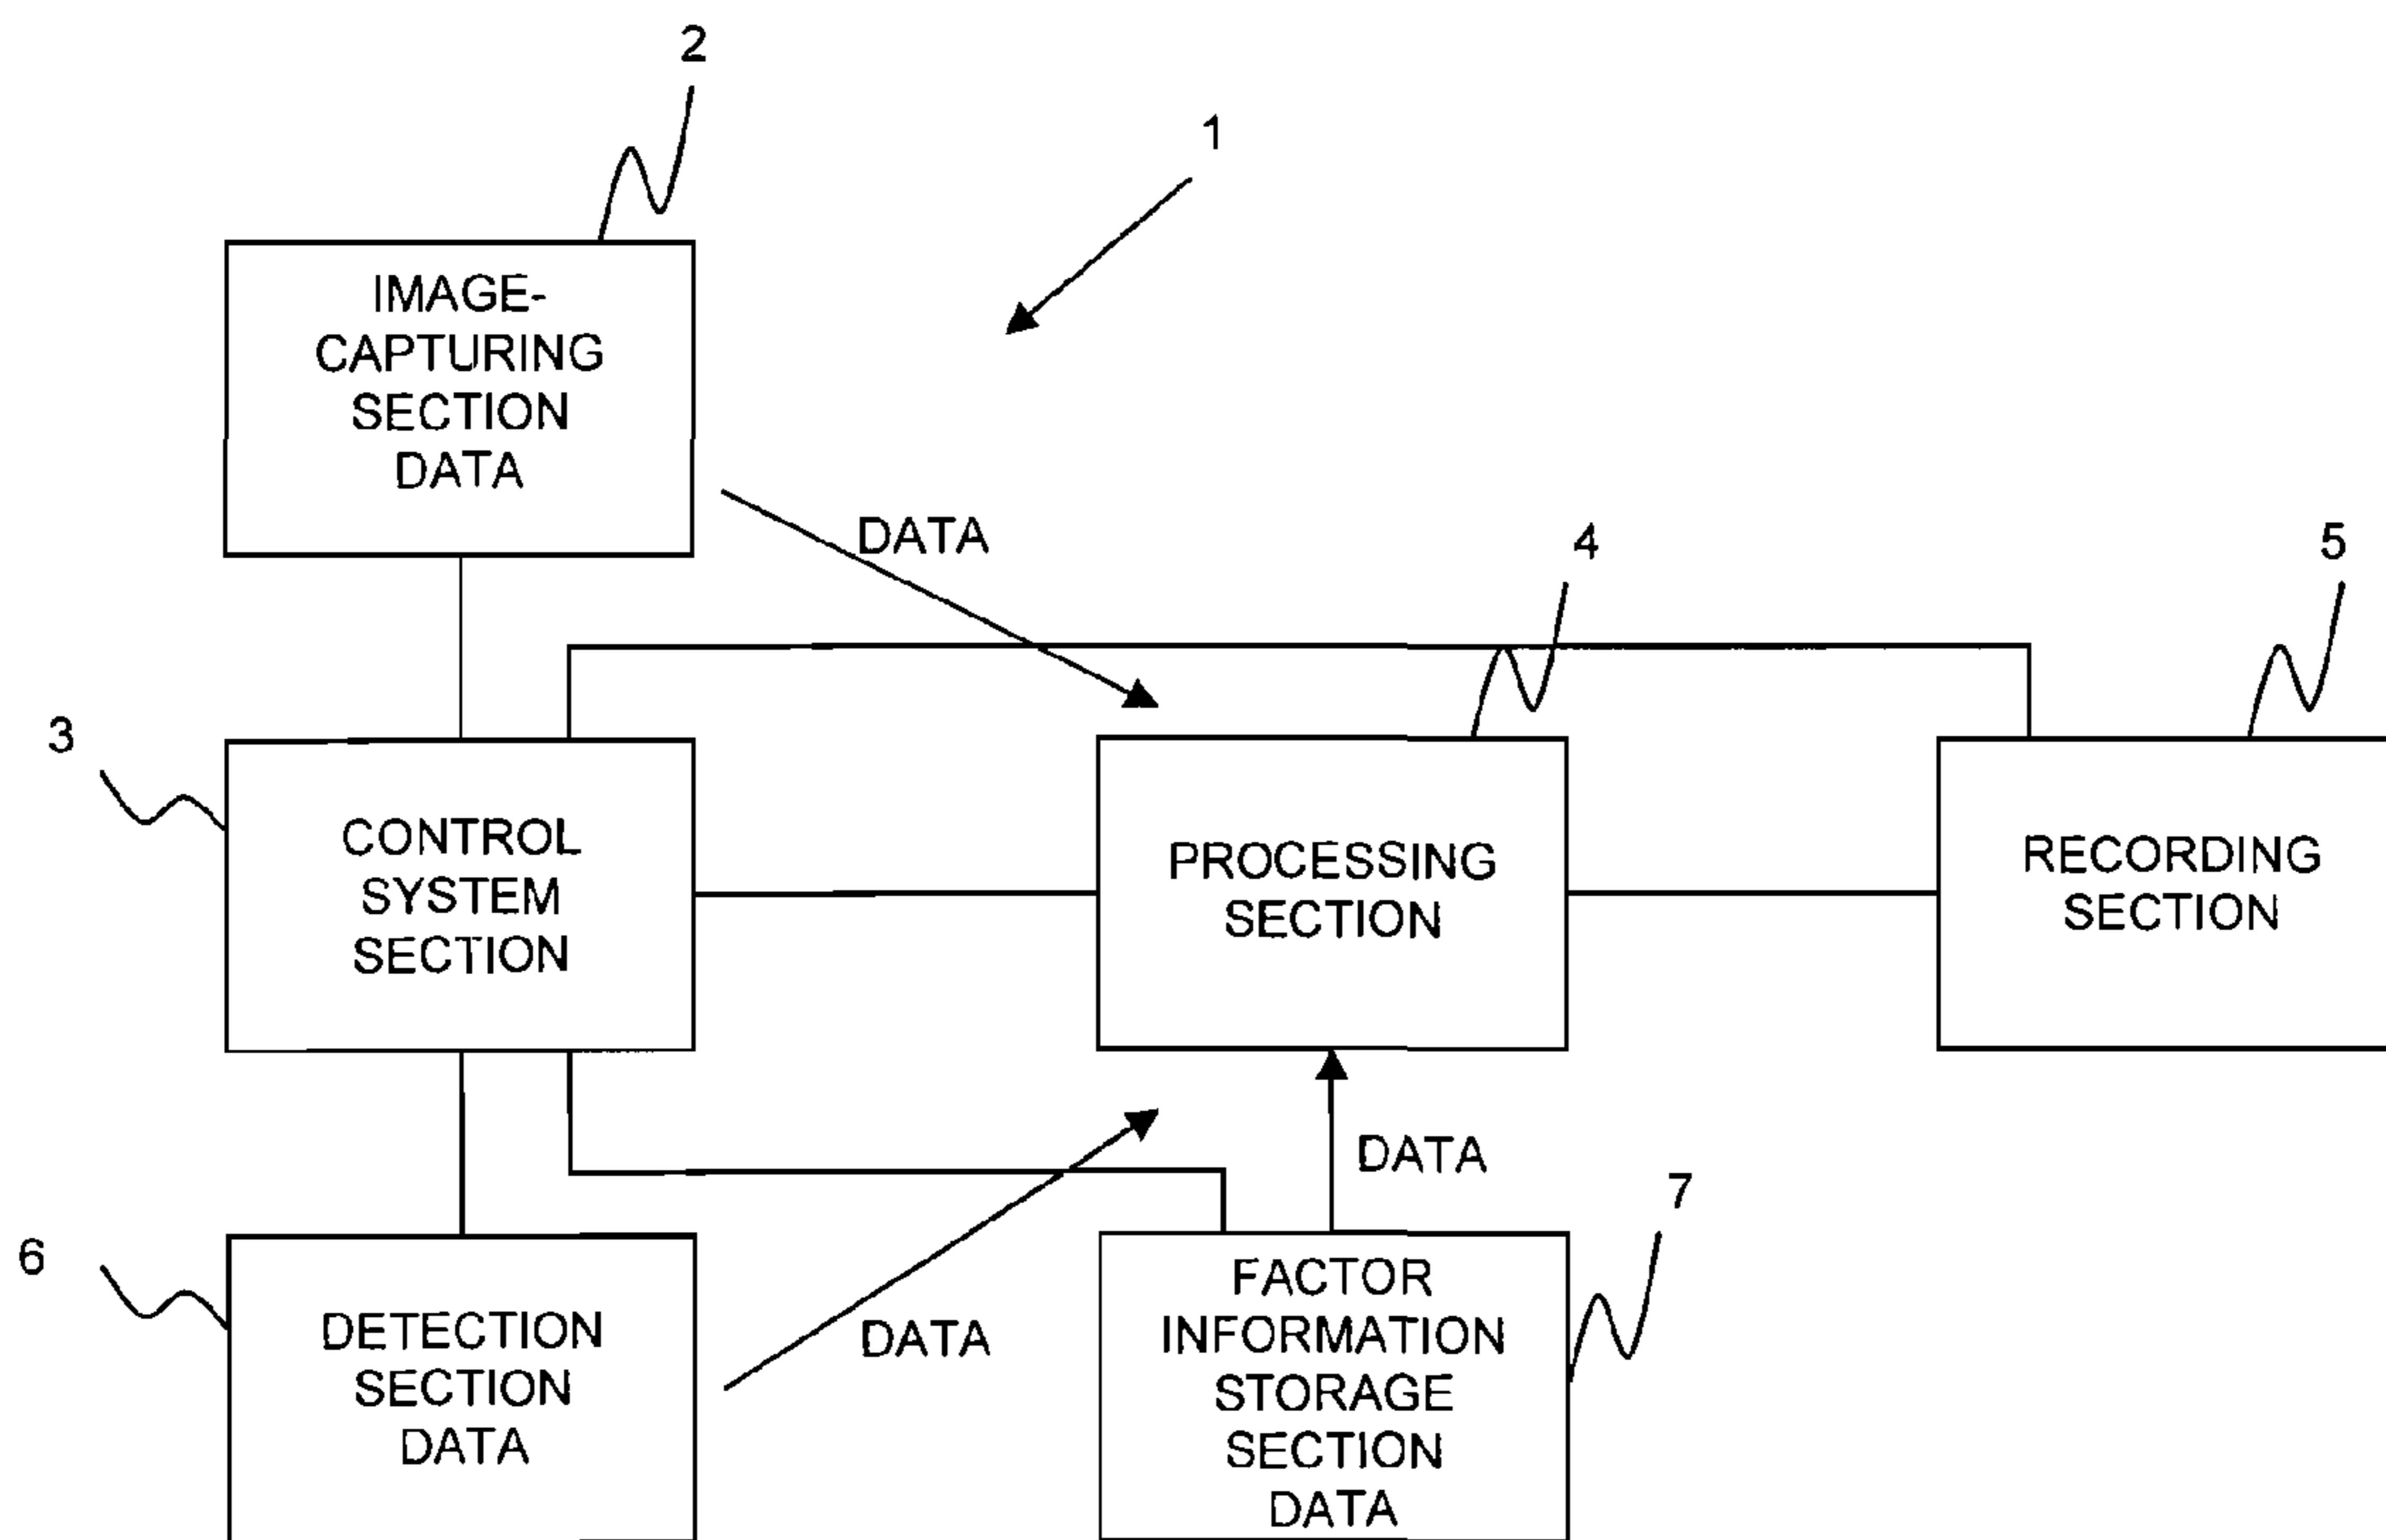 2
1
IMAGE-
CAPTURING
SECTION
DATA
DATA
4
5
3
CONTROL
SYSTEM
SECTION
PROCESSING
SECTION
RECORDING
SECTION
DATA
7
6
DETECTION
SECTION
DATA
DATA
FACTOR
INFORMATION
STORAGE
SECTION
DATA